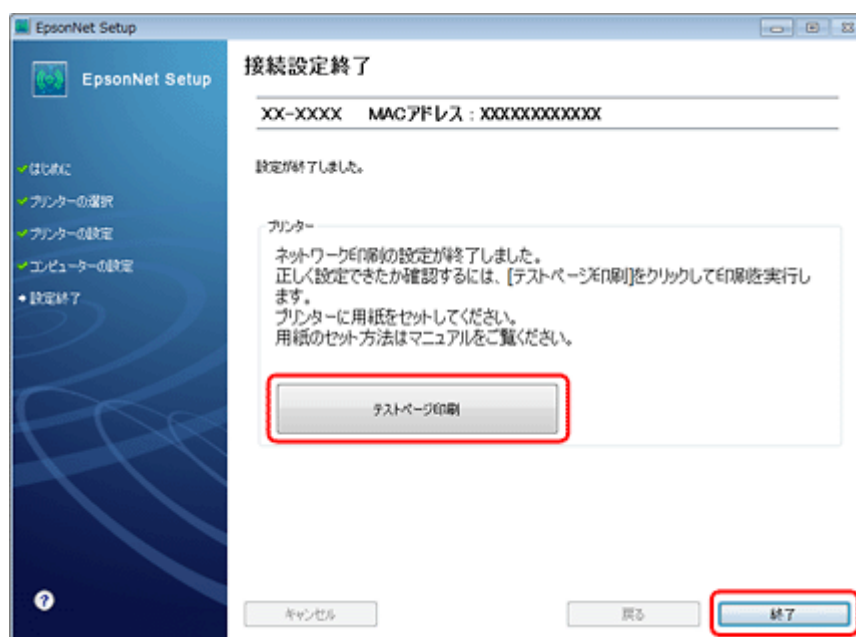 EpsonNet Setup
EpsonNet Setup
はじめに
プリンターの選択
プリンターの設定
コンピューターの設定
設定終了
接続設定終了
XX-XXXX MACアドレス : XXXXXXXXXXXX
設定が終了しました。
プリンター
ネットワーク印刷の設定が終了しました。
正しく設定できたか確認するには、[テストページ印刷]をクリックして印刷を実行し
ます。
プリンターに用紙をセットしてください。
用紙のセット方法はマニュアルをご覧ください。
テストページ印刷
?
キャンセル
戻る
終了